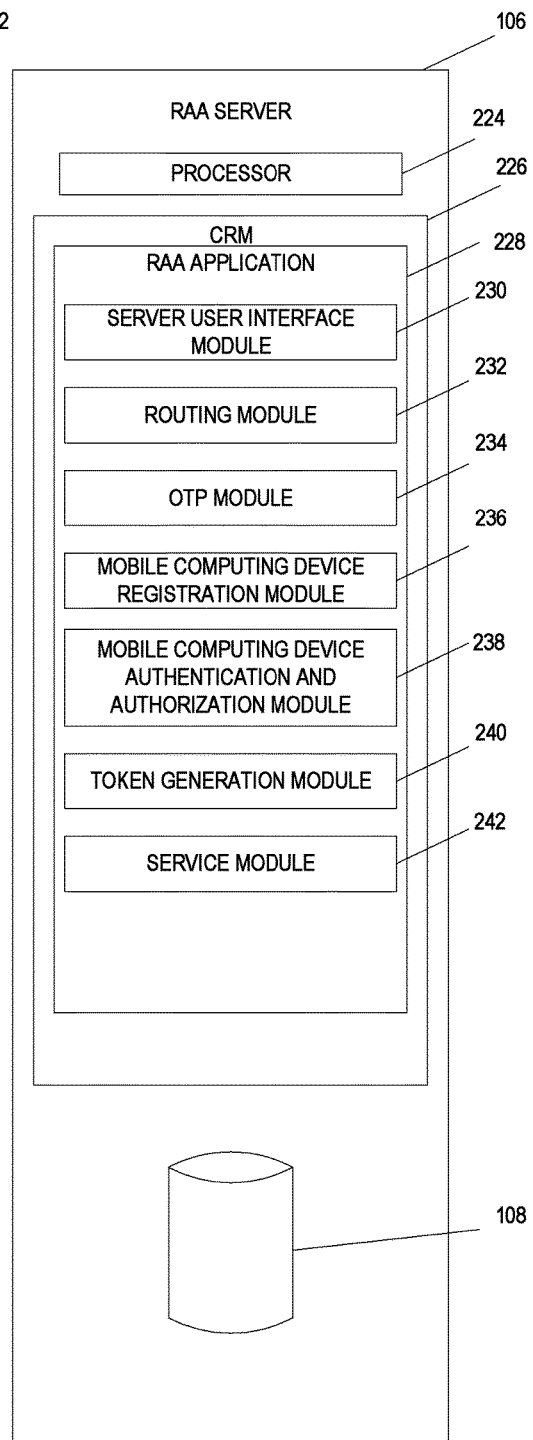 2
106
RAA SERVER
224
PROCESSOR
226
CRM
228
RAA APPLICATION
230
SERVER USER INTERFACE
MODULE
232
ROUTING MODULE
234
OTP MODULE
236
MOBILE COMPUTING DEVICE
REGISTRATION MODULE
238
MOBILE COMPUTING DEVICE
AUTHENTICATION AND
AUTHORIZATION MODULE
240
TOKEN GENERATION MODULE
242
SERVICE MODULE
108